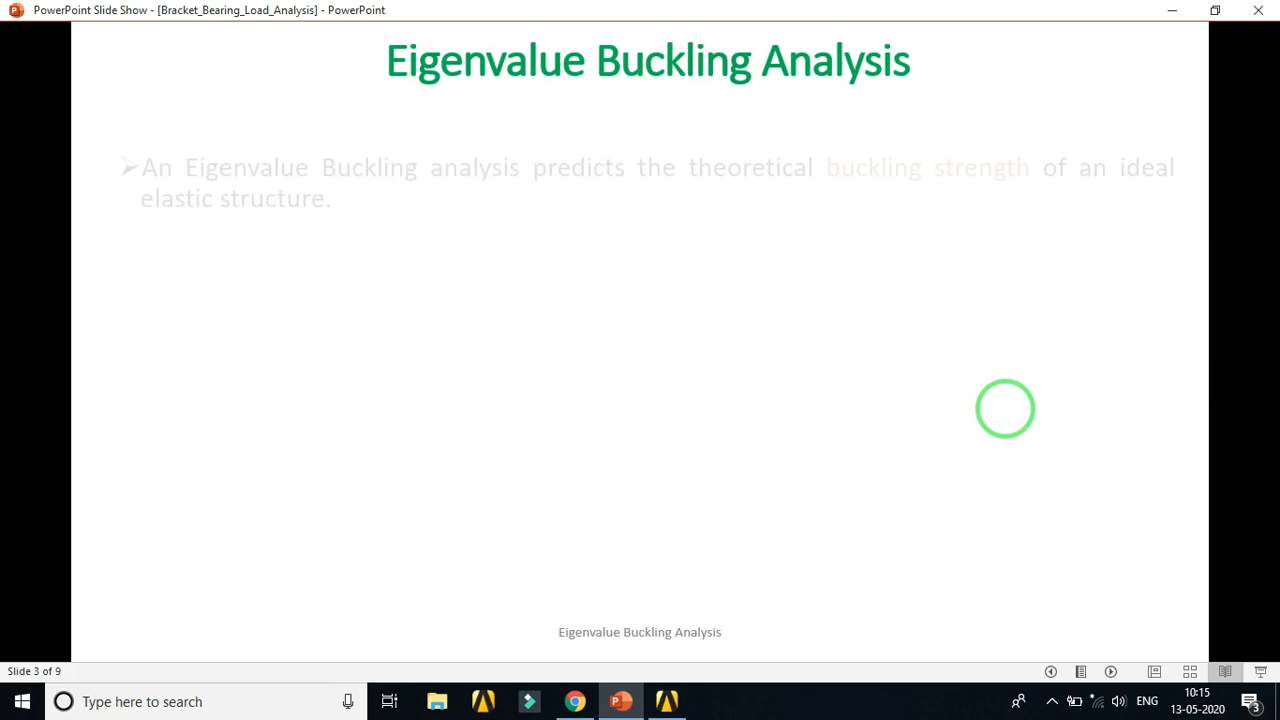 PowerPoint Slide Show - [Bracket_Bearing_Load_Analysis] - PowerPoint
Eigenvalue Buckling Analysis
➢An Eigenvalue Buckling analysis predicts the theoretical buckling strength of an ideal
elastic structure.
Eigenvalue Buckling Analysis
Slide 3 of 9
Type here to search
ENG
10:15
13-05-2020
3